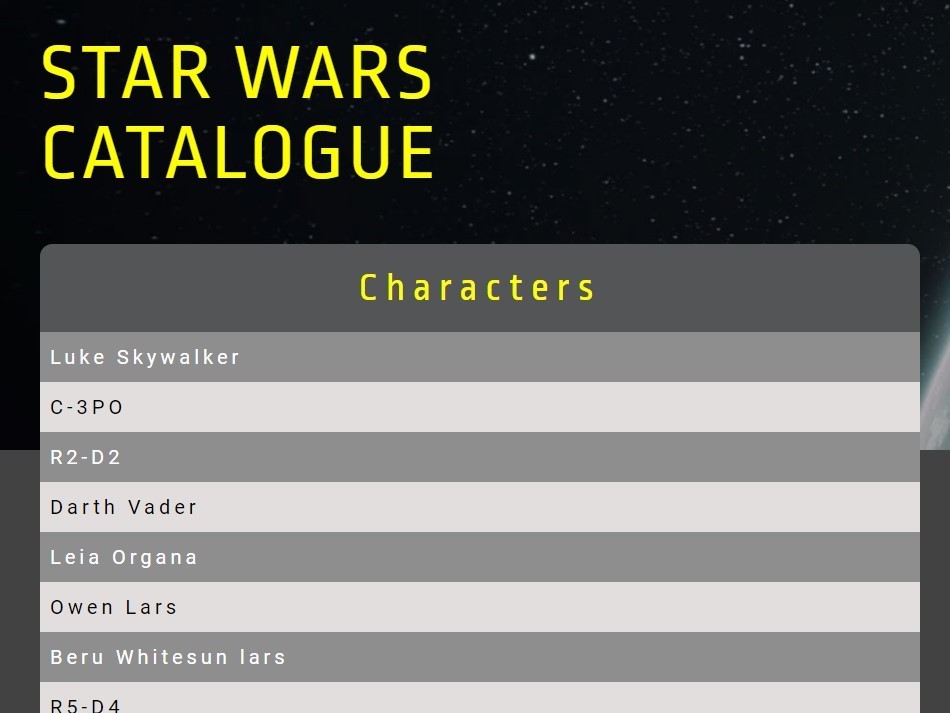 STAR WARS
CATALOGUE
Characters
Luke Skywalker
C-3PO
R2-D2
Darth Vader
Leia Organa
Owen Lars
Beru Whitesun lars
R5-D4